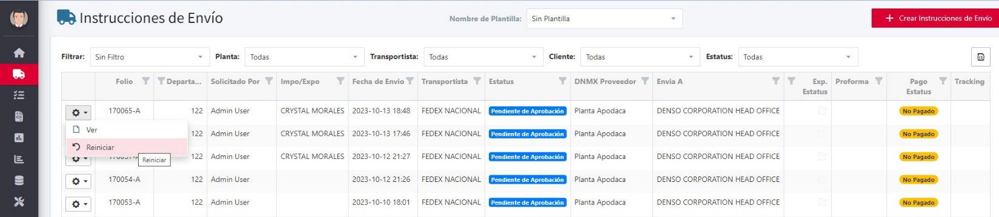 Instrucciones de Envío
Nombre de Plantilla: Sin Plantilla
Crear Instrucciones de Envío
Filtrar: Sin Filtro Planta: Todas Transportista: Todas Cliente: Todas Estatus: Todas
Folio Departa... Solicitado Por Impo/Expo Fecha de Envio Transportista Estatus DNMX Proveedor Envia A Exp. Estatus Proforma Pago Estatus Tracking
170065-A 122 Admin User CRYSTAL MORALES 2023-10-13 18:48 FEDEX NACIONAL Pendiente de Aprobación Planta Apodaca DENSO CORPORATION HEAD OFFICE No Pagado
Ver
122 Admin User CRYSTAL MORALES 2023-10-13 17:46 FEDEX NACIONAL Pendiente de Aprobación Planta Apodaca DENSO CORPORATION HEAD OFFICE No Pagado
Reiniciar
Reiniciar
122 Admin User CRYSTAL MORALES 2023-10-12 21:27 FEDEX NACIONAL Pendiente de Aprobación Planta Apodaca DENSO CORPORATION HEAD OFFICE No Pagado
170054-A 122 Admin User 2023-10-12 21:26 FEDEX NACIONAL Pendiente de Aprobación Planta Apodaca DENSO CORPORATION HEAD OFFICE No Pagado
170053-A 122 Admin User 2023-10-10 18:01 FEDEX NACIONAL Pendiente de Aprobación Planta Apodaca DENSO CORPORATION HEAD OFFICE No Pagado